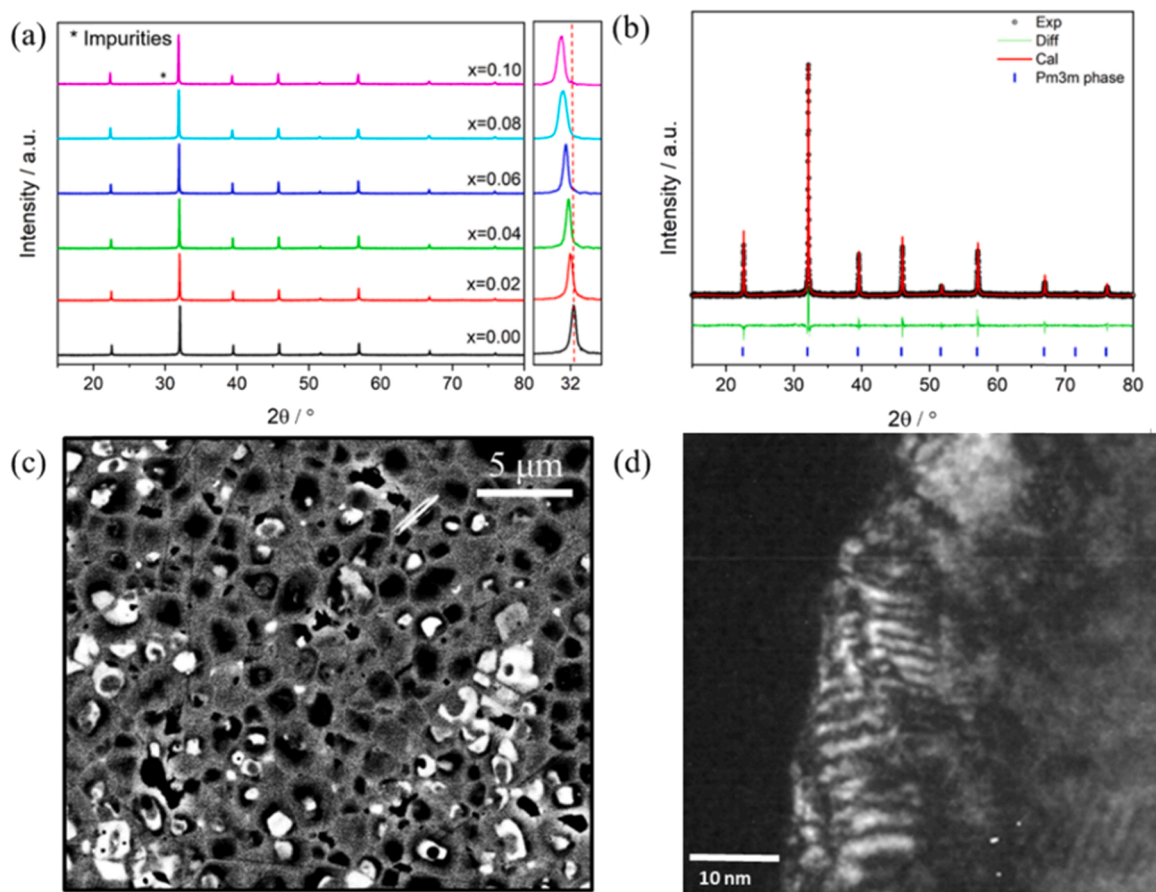 (a)
* Impurities
*
x=0.10
x=0.08
x=0.06
x=0.04
x=0.02
x=0.00
Intensity / a.u.
20 30 40 50 60 70 80
32
2θ / °
(b)
Exp
Diff
Cal
Pm3m phase
Intensity / a.u.
20 30 40 50 60 70 80
2θ / °
(c)
5 μm
(d)
10 nm